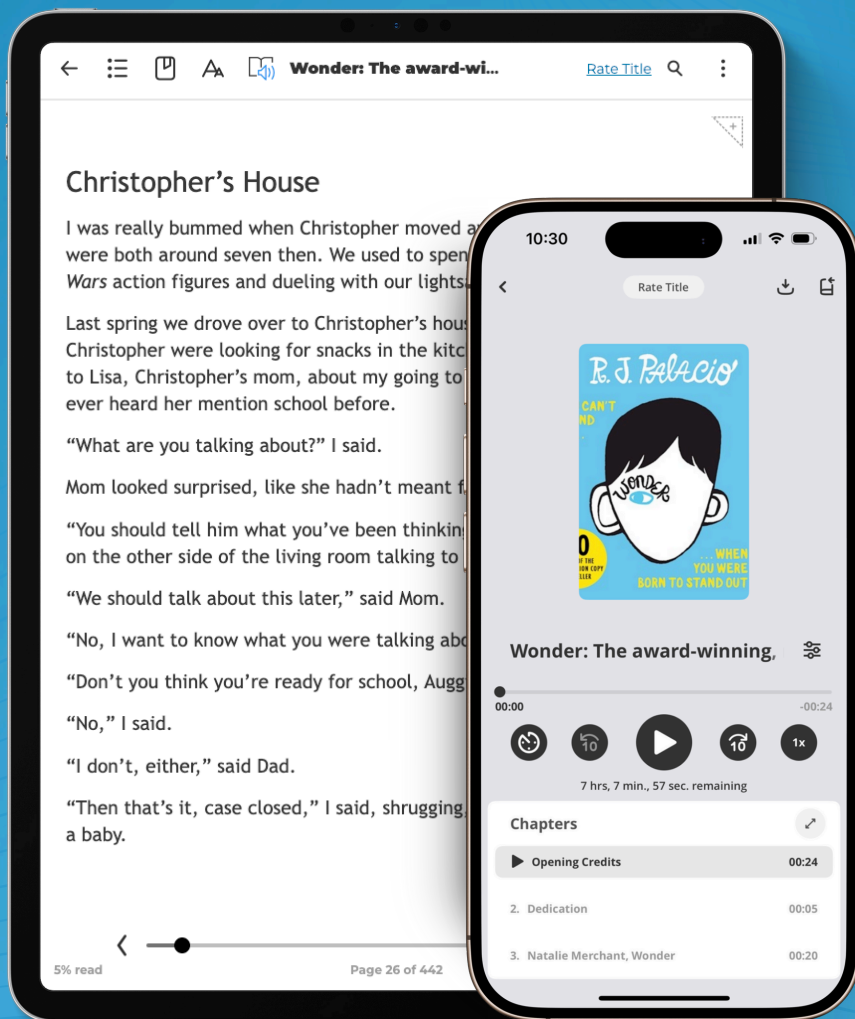 Wonder: The award-wi...
Rate Title
Christopher’s House
I was really bummed when Christopher moved
were both around seven then. We used to
Wars action figures and dueling with our
Last spring we drove over to Christopher’s
Christopher were looking for snacks in the
to Lisa, Christopher’s mom, about my going to
ever heard her mention school before.
“What are you talking about?” I said.
Mom looked surprised, like she hadn’t meant
“You should tell him what you’ve been
on the other side of the living room talking to
“We should talk about this later,” said Mom.
“No, I want to know what you were talking
“Don’t you think you’re ready for school,
“No,” I said.
“I don’t, either,” said Dad.
“Then that’s it, case closed,” I said, shrugging,
a baby.
5% read
Page 26 of 442
10:30
Rate Title
R. J. PALACIO
CAN'T
WONDER
...WHEN
YOU WERE
BORN TO STAND OUT
OF THE
COPY
Wonder: The award-winning,
00:00
-00:24
10
10
1x
7 hrs, 7 min., 57 sec. remaining
Chapters
Opening Credits
00:24
2. Dedication
00:05
3. Natalie Merchant, Wonder
00:20